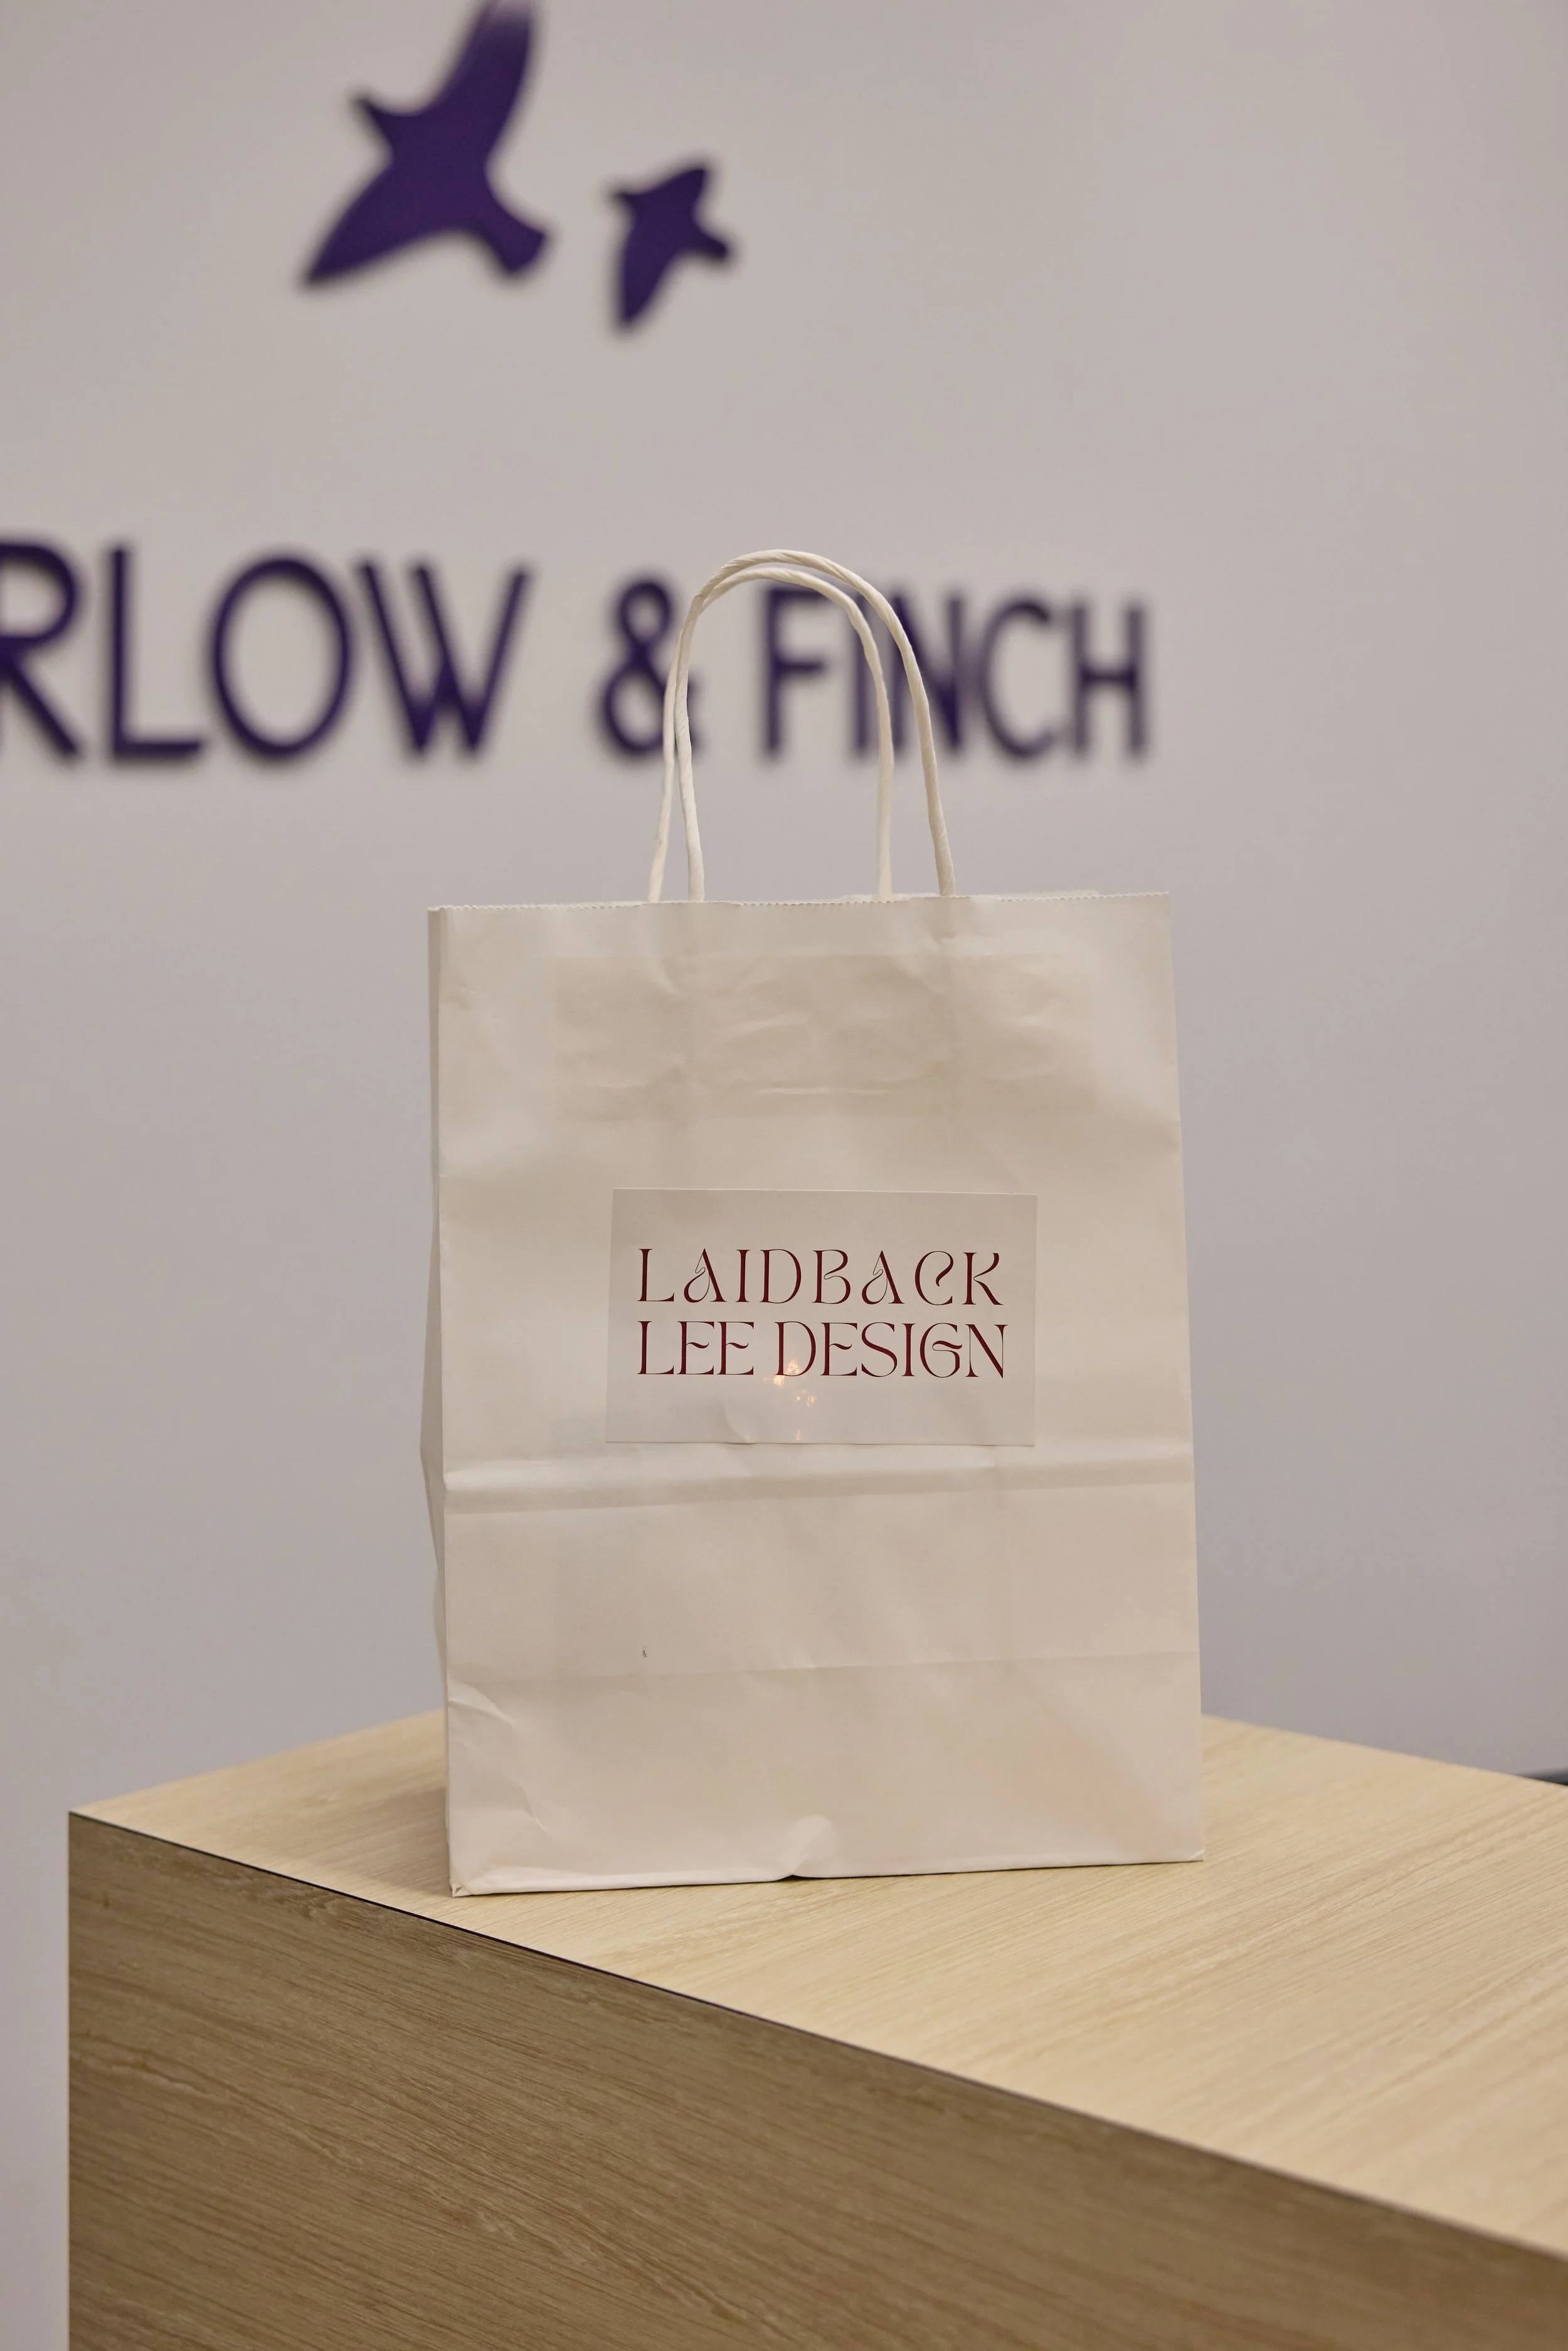 RLOW & FINCH
LAIDBACK
LEE DESIGN